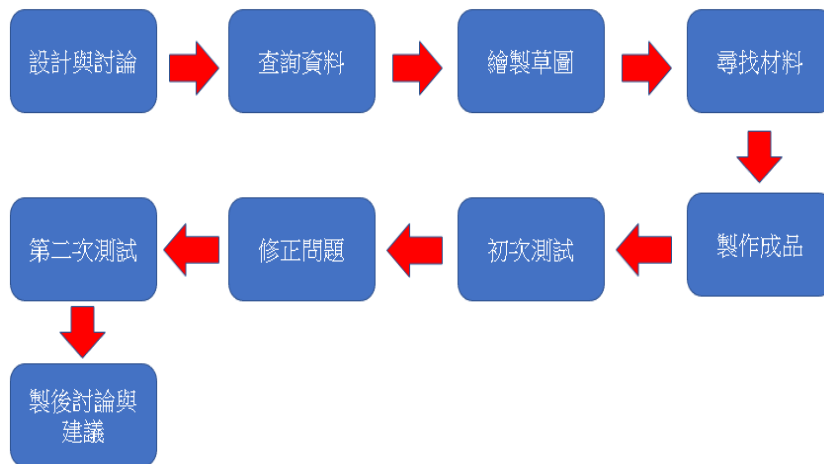 設計與討論
查詢資料
繪製草圖
尋找材料
製作成品
初次測試
修正問題
第二次測試
製後討論與
建議